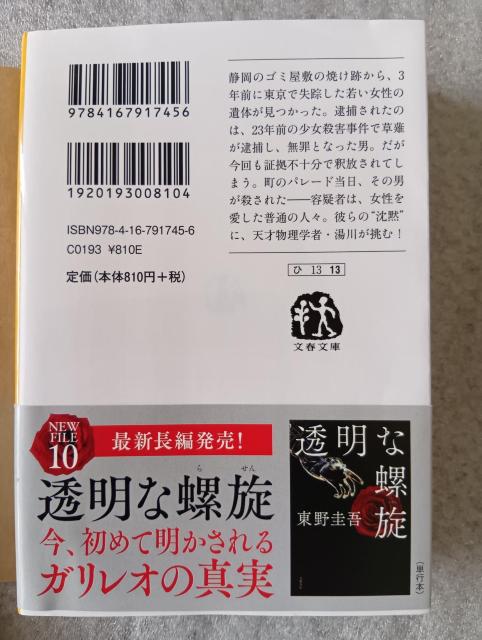 9784167917456
1920193008104
ISBN978-4-16-791745-6
C0193 ¥810E
定価(本体810円+税)
静岡のゴミ屋敷の焼け跡から、3
年前に東京で失踪した若い女性の
遺体が見つかった。逮捕されたの
は、23年前の少女殺害事件で草薙
が逮捕し、無罪となった男。だが
今回も証拠不十分で釈放されてしま
う。町のパレード当日、その男
が殺された——容疑者は、女性を
愛した普通の人々。彼らの“沈黙”
に、天才物理学者・湯川が挑む!
ひ 13 13
文春文庫
NEW
FILE
10
最新長編発売!
ら せん
透明な螺旋
今、初めて明かされる
ガリレオの真実
透明な
螺旋
東野圭吾
(単行本)